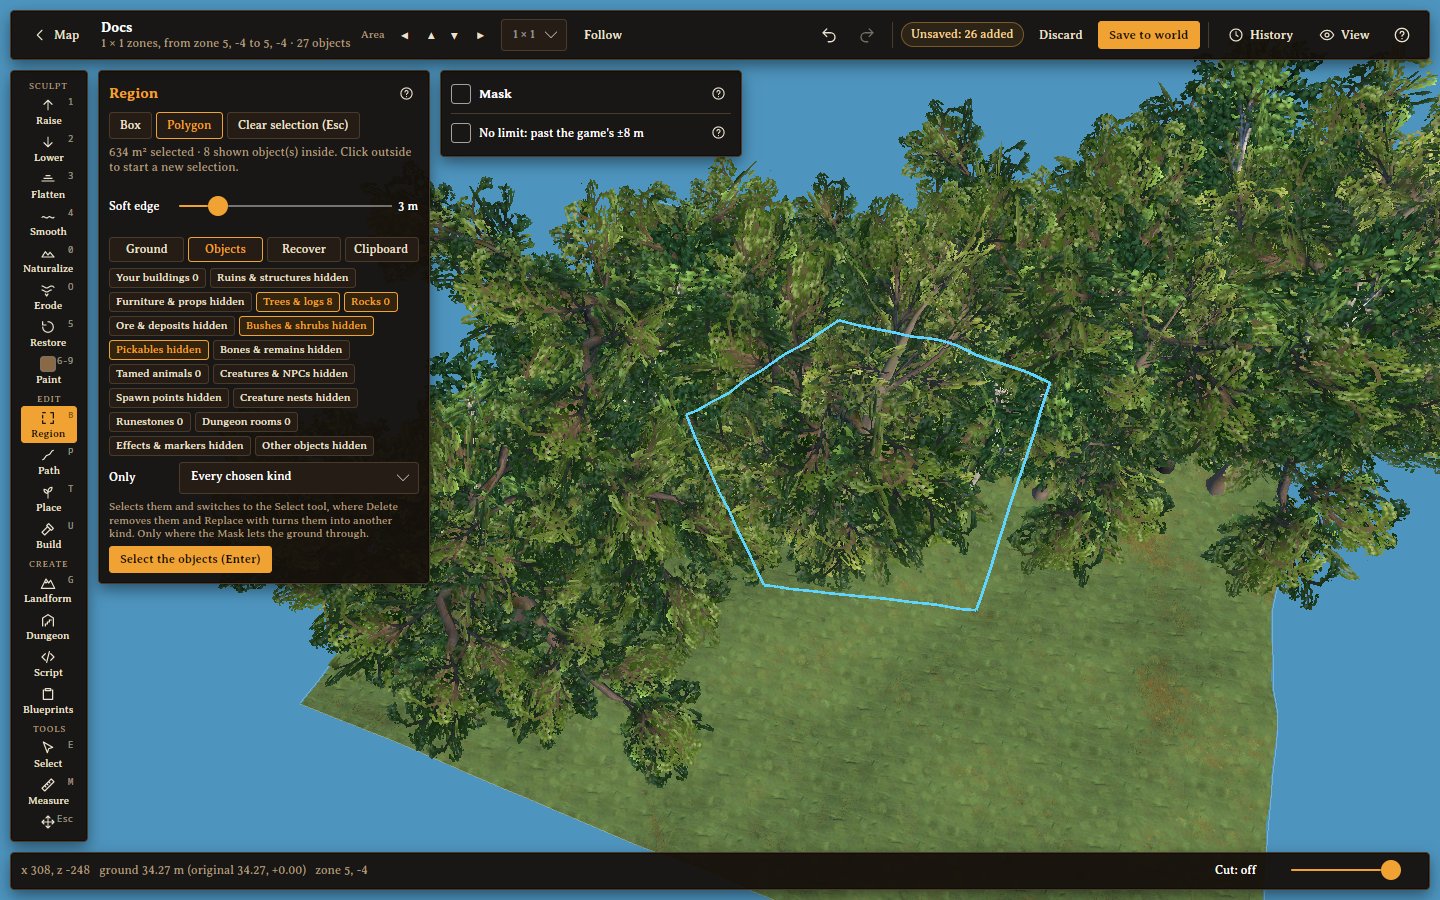 Map
Docs
1 × 1 zones, from zone 5, -4 to 5, -4 · 27 objects
Area
1 × 1
Follow
Unsaved: 26 added
Discard
Save to world
History
View
SCULPT
Raise 1
Lower 2
Flatten 3
Smooth 4
Naturalize 0
Erode O
Restore 5
Paint 6-9
EDIT
Region B
Path P
Place T
Build U
CREATE
Landform G
Dungeon
Script
Blueprints
TOOLS
Select E
Measure M
Esc
Region
Box Polygon Clear selection (Esc)
634 m² selected · 8 shown object(s) inside. Click outside
to start a new selection.
Soft edge 3 m
Ground Objects Recover Clipboard
Your buildings 0 Ruins & structures hidden
Furniture & props hidden Trees & logs 8 Rocks 0
Ore & deposits hidden Bushes & shrubs hidden
Pickables hidden Bones & remains hidden
Tamed animals 0 Creatures & NPCs hidden
Spawn points hidden Creature nests hidden
Runestones 0 Dungeon rooms 0
Effects & markers hidden Other objects hidden
Only Every chosen kind
Selects them and switches to the Select tool, where Delete
removes them and Replace with turns them into another
kind. Only where the Mask lets the ground through.
Select the objects (Enter)
Mask
No limit: past the game's ±8 m
x 308, z -248 ground 34.27 m (original 34.27, +0.00) zone 5, -4
Cut: off